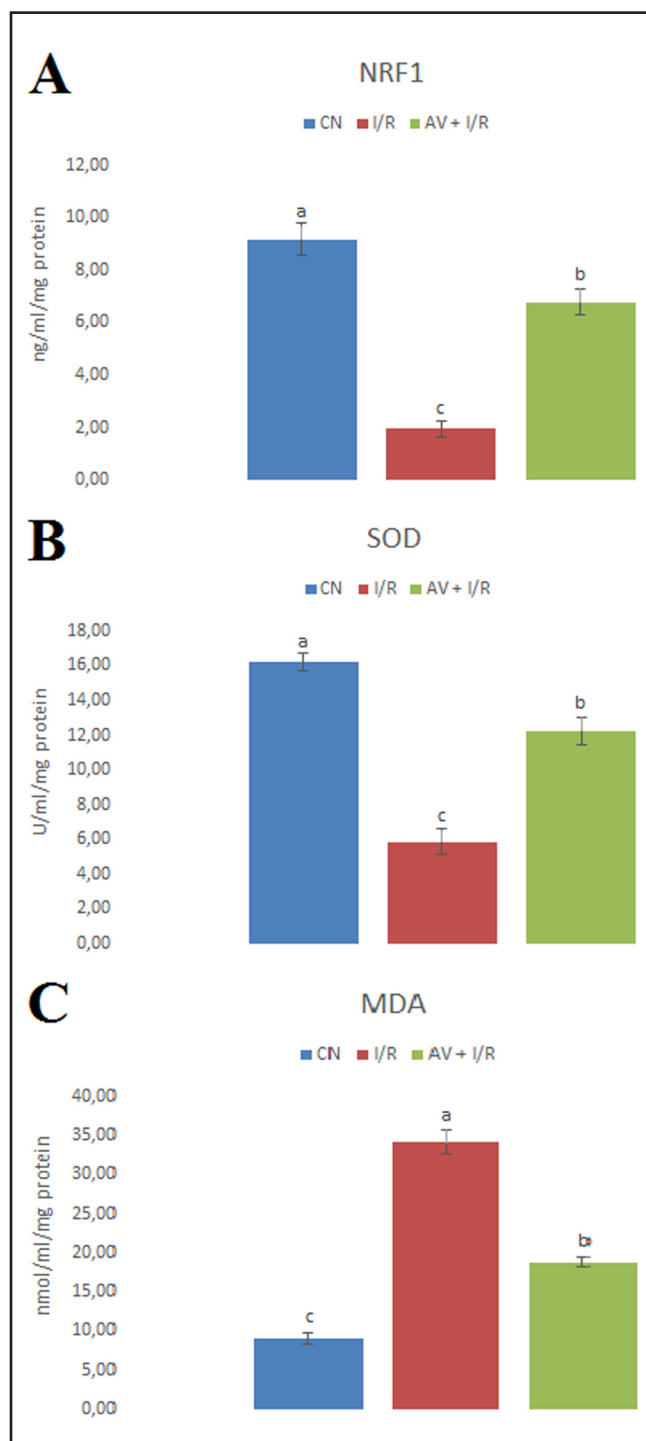 A
NRF1
CN I/R AV + I/R
12,00
10,00
8,00
6,00
4,00
2,00
0,00
ng/ml/mg protein
a
c
b
B
SOD
CN I/R AV + I/R
18,00
16,00
14,00
12,00
10,00
8,00
6,00
4,00
2,00
0,00
U/ml/mg protein
a
c
b
C
MDA
CN I/R AV + I/R
40,00
35,00
30,00
25,00
20,00
15,00
10,00
5,00
0,00
nmol/ml/mg protein
c
a
b